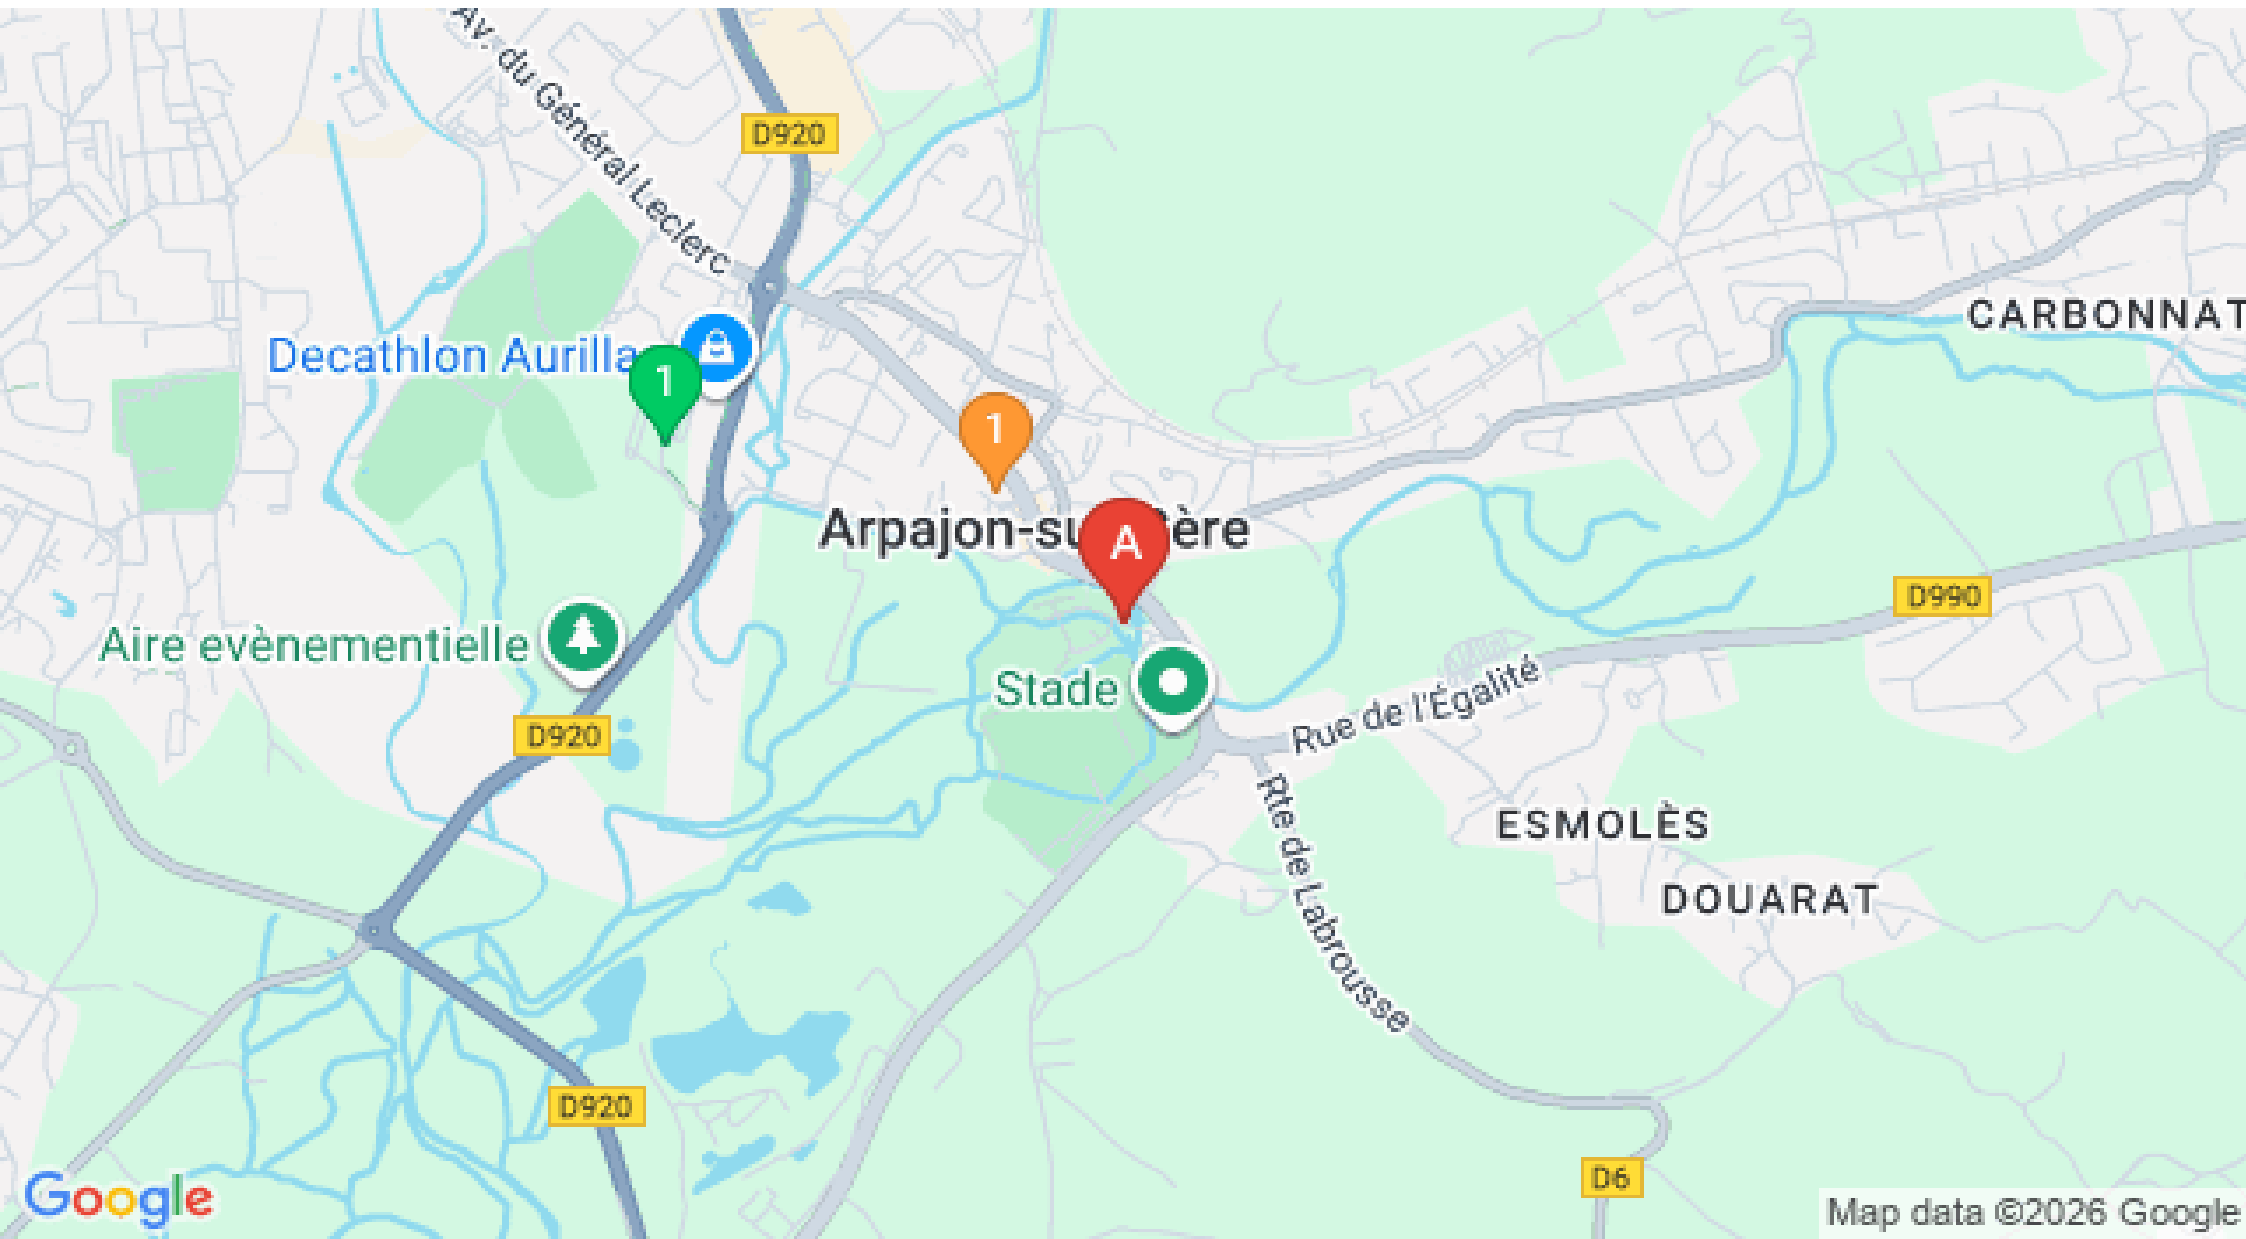 Av. du Général Leclerc
D920
CARBONNAT
Decathlon Aurilla
1
1
Arpajon-su
ère
A
D990
Aire evènementielle
Stade
Rue de l'Égalité
D920
Rte de Labrousse
ESMOLÈS
DOUARAT
D920
D6
Google
Map data ©2026 Google